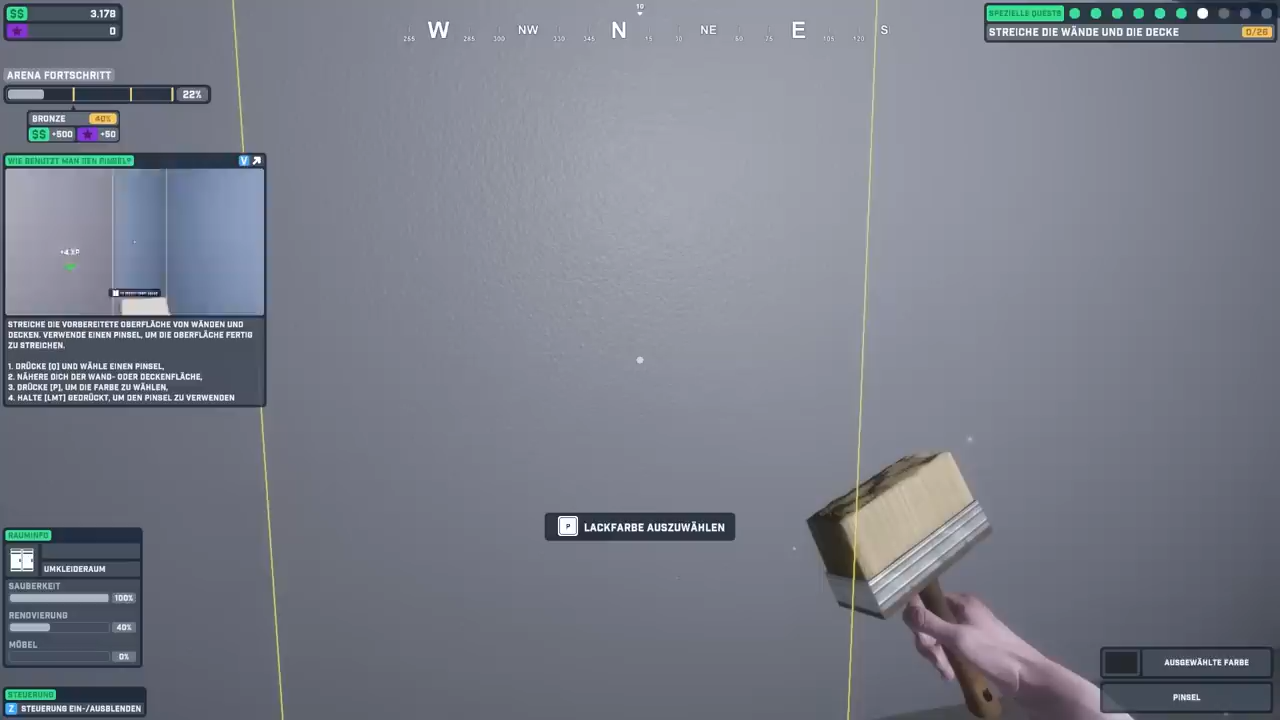 $$ 3.178
0
ARENA FORTSCHRITT
22%
BRONZE 40%
$$ +500 +50
WIE BENUTZT MAN DEN PINSEL? V
STREICHE DIE VORBEREITETE OBERFLÄCHE VON WÄNDEN UND
DECKEN. VERWENDE EINEN PINSEL, UM DIE OBERFLÄCHE FERTIG
ZU STREICHEN.
1. DRÜCKE [Q] UND WÄHLE EINEN PINSEL,
2. NÄHERE DICH DER WAND- ODER DECKENFLÄCHE,
3. DRÜCKE [P], UM DIE FARBE ZU WÄHLEN,
4. HALTE [LMT] GEDRÜCKT, UM DEN PINSEL ZU VERWENDEN
10
255 W 285 NW 330 345 N 15 30 NE 60 75 E 105 120 S
SPEZIELLE QUESTS
STREICHE DIE WÄNDE UND DIE DECKE 0/26
P LACKFARBE AUSZUWÄHLEN
RAUMINFO
UMKLEIDERAUM
SAUBERKEIT
100%
RENOVIERUNG
40%
MÖBEL
0%
STEUERUNG
Z STEUERUNG EIN-/AUSBLENDEN
AUSGEWÄHLTE FARBE
PINSEL